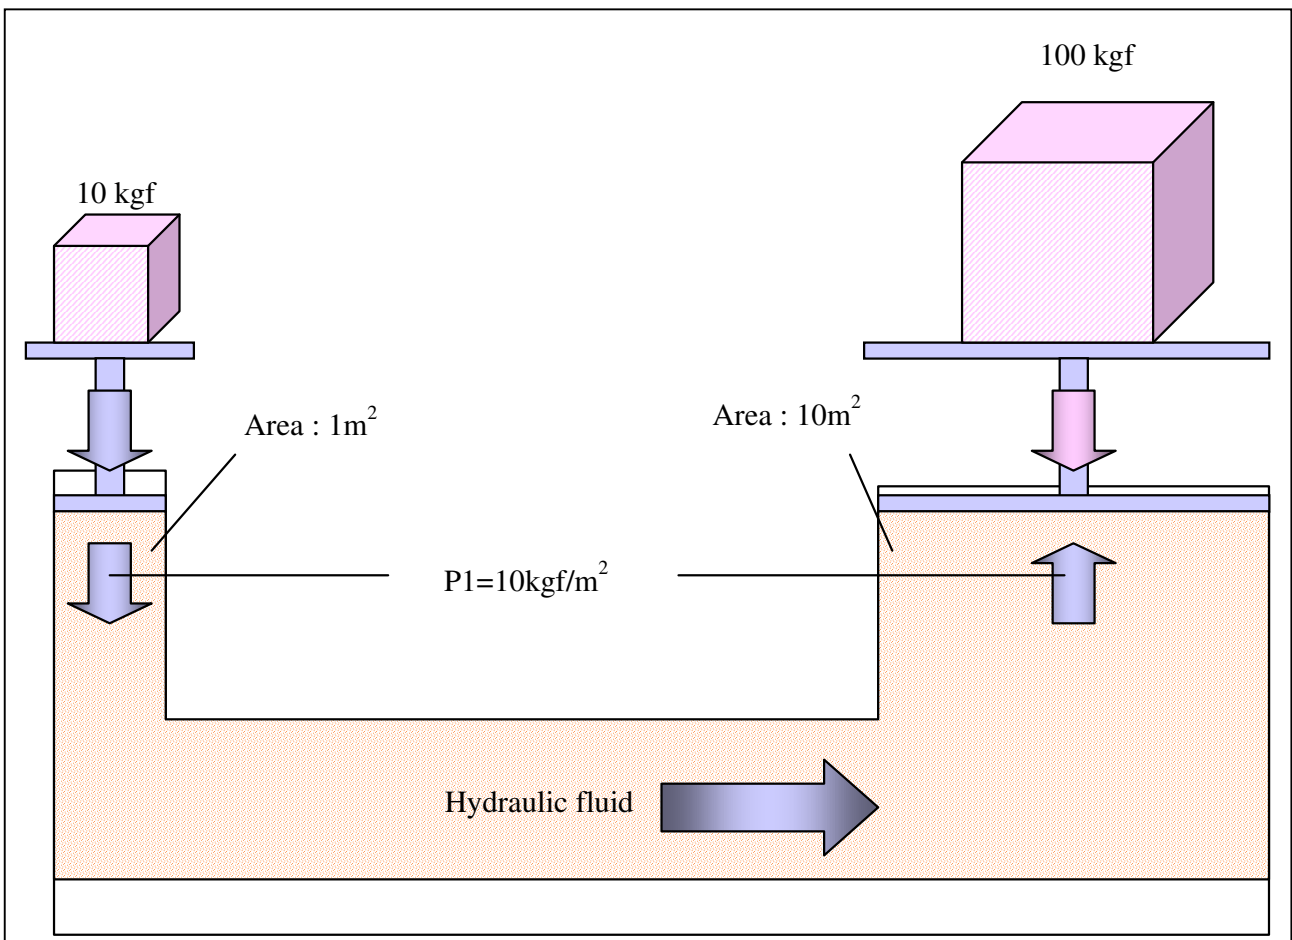 100 kgf
10 kgf
Area : 1m²
Area : 10m²
P1=10kgf/m²
Hydraulic fluid